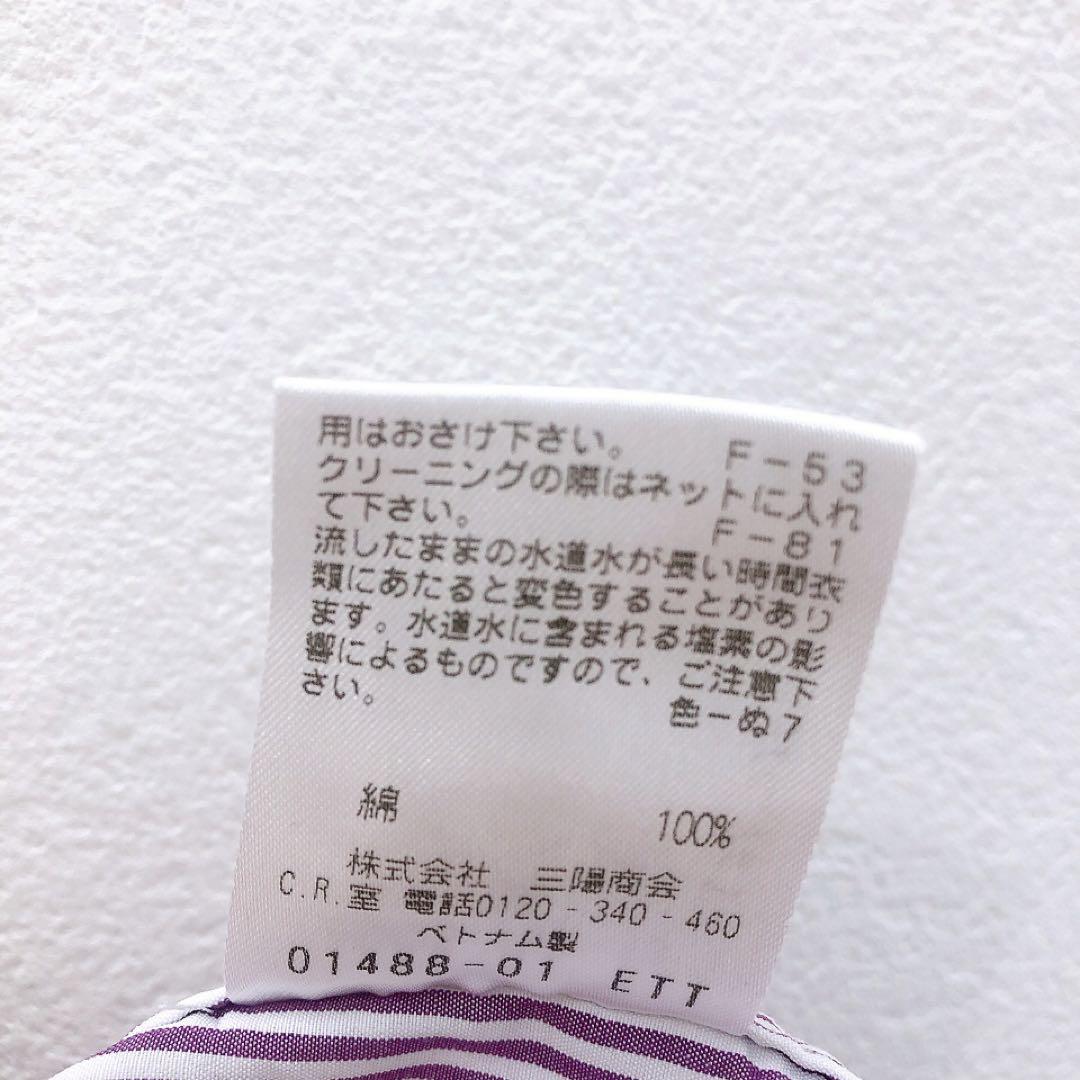 用はおさけ下さい。 F-53
クリーニングの際はネットに入れ
て下さい。 F-81
流したままの水道水が長い時間衣
類にあたると変色することがあり
ます。水道水に含まれる塩素の影
響によるものですので、ご注意下
さい。 色-ぬ7
綿 100%
株式会社 三陽商会
C.R.室 電話0120-340-460
ベトナム製
01488-01 ETT